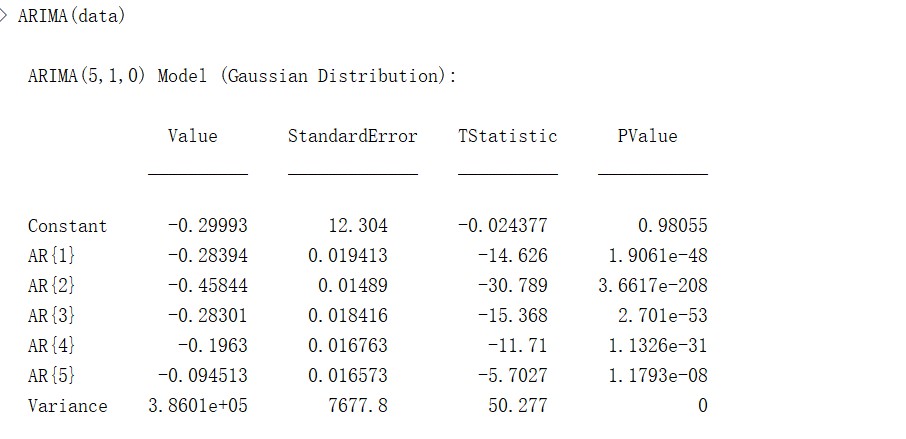 > ARIMA(data)
ARIMA(5,1,0) Model (Gaussian Distribution):
Value StandardError TStatistic PValue
Constant -0.29993 12.304 -0.024377 0.98055
AR{1} -0.28394 0.019413 -14.626 1.9061e-48
AR{2} -0.45844 0.01489 -30.789 3.6617e-208
AR{3} -0.28301 0.018416 -15.368 2.701e-53
AR{4} -0.1963 0.016763 -11.71 1.1326e-31
AR{5} -0.094513 0.016573 -5.7027 1.1793e-08
Variance 3.8601e+05 7677.8 50.277 0